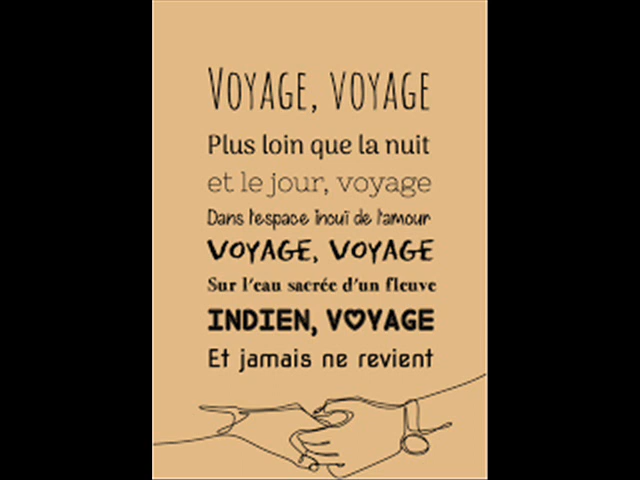 VOYAGE, VOYAGE
Plus loin que la nuit
et le jour, voyage
Dans l'espace inouï de l'amour
VOYAGE, VOYAGE
Sur l'eau sacrée d'un fleuve
INDIEN, VOYAGE
Et jamais ne revient